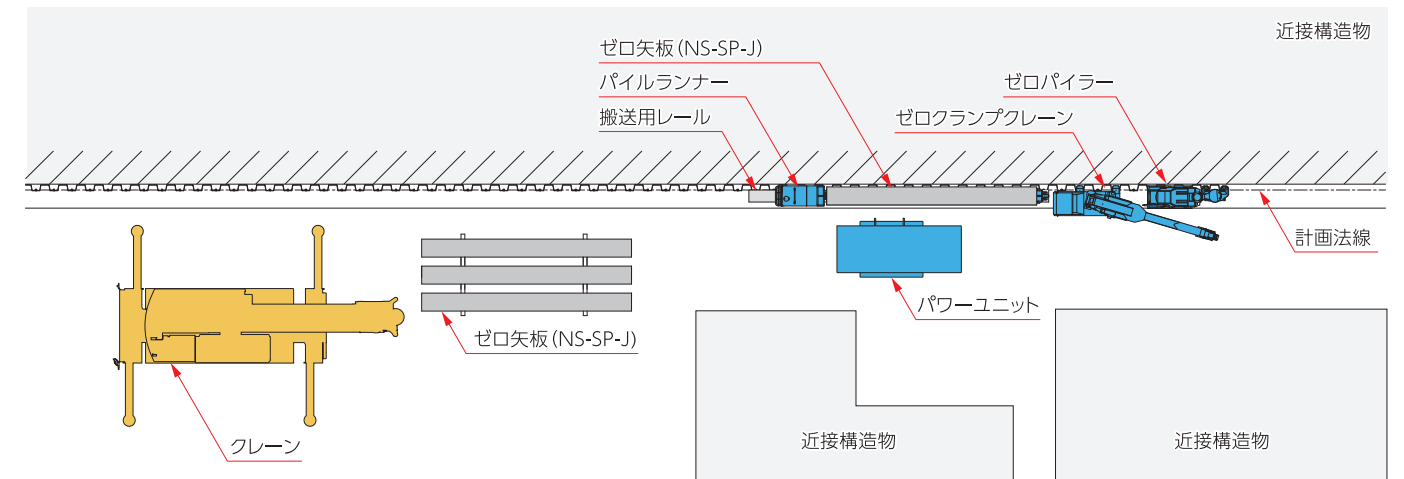 近接構造物
ゼロ矢板(NS-SP-J)
パイルランナー
搬送用レール
ゼロパイラー
ゼロクランプクレーン
計画法線
パワーユニット
ゼロ矢板(NS-SP-J)
クレーン
近接構造物
近接構造物